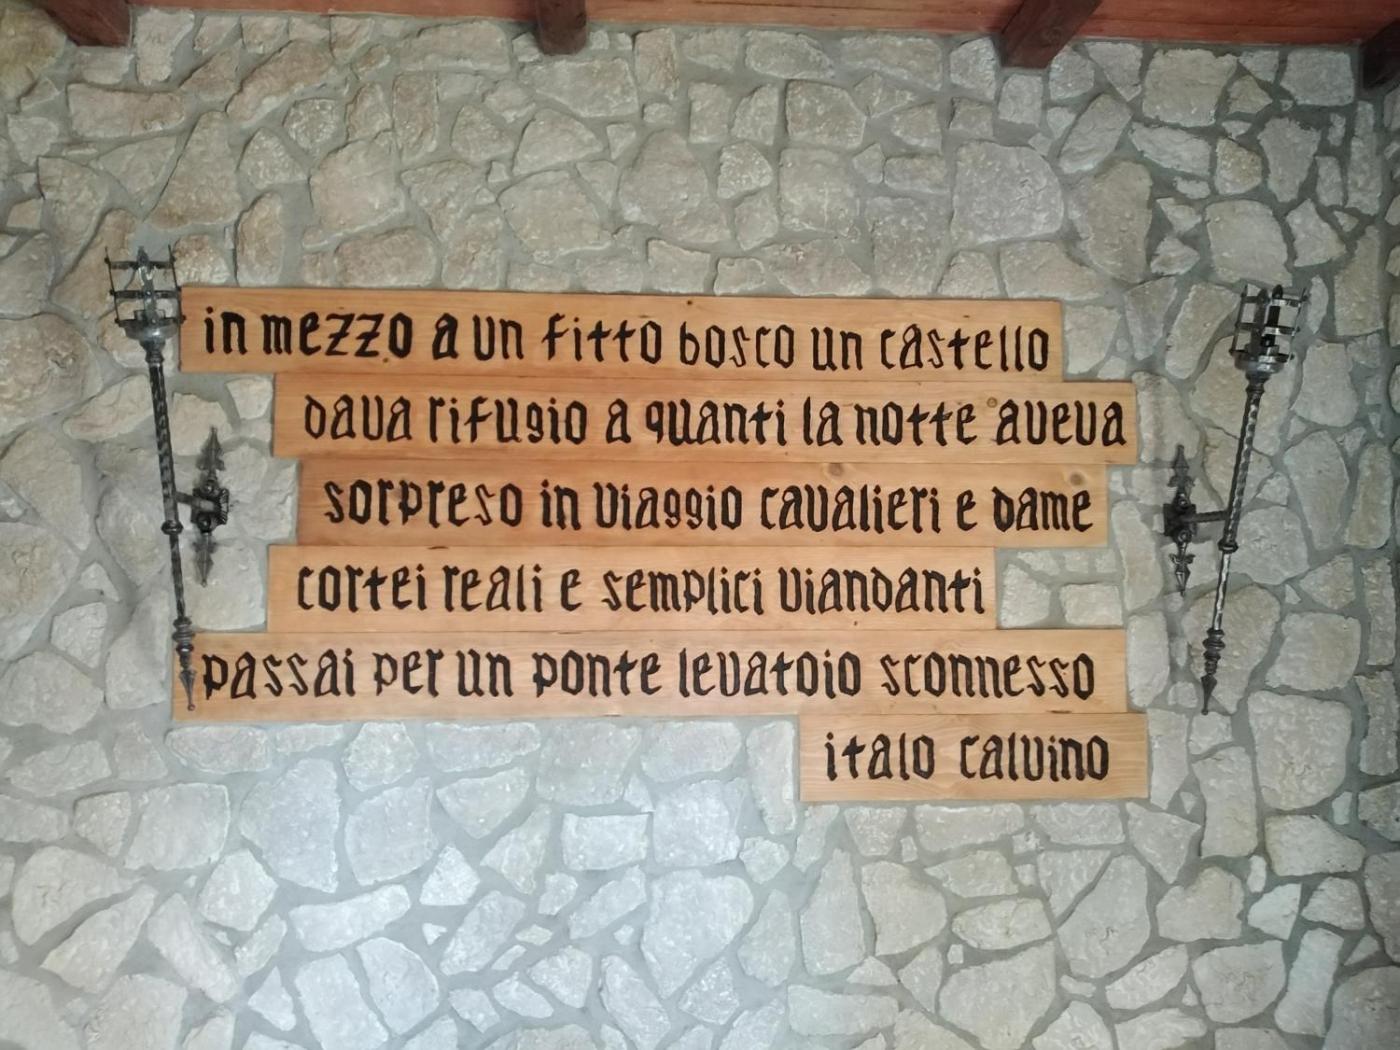 in mezzo a un fitto bosco un castello
dava rifugio a quanti la notte aveva
sorpreso in viaggio cavalieri e dame
cortei reali e semplici viandanti
passai per un ponte levatoio sconnesso
italo calvino